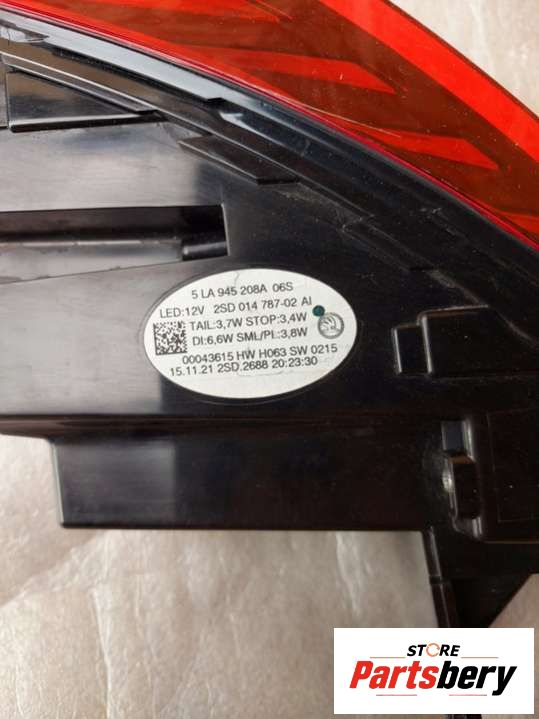 5 LA 945 208A 06S
LED:12V 2SD 014 787-02 AI
TAIL:3,7W STOP:3,4W
DI:6,6W SML/PL:3,8W
00043615 HW H063 SW 0215
15.11.21 2SD.2688 20:23:30
STORE
Partsbery